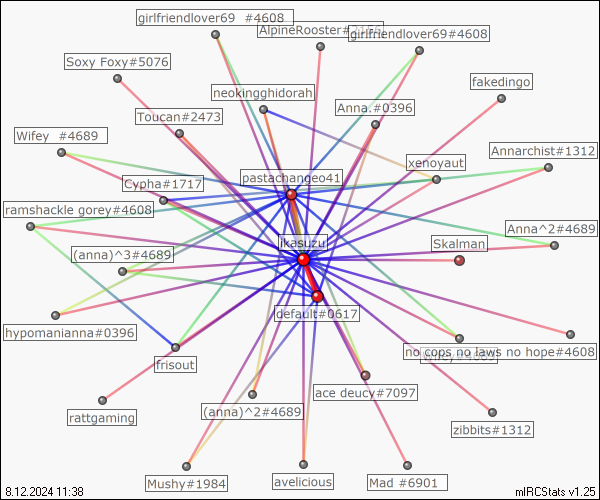 girlfriendlover69 #4608
AlpineRooster#
girlfriendlover69#4608
Soxy Foxy#5076
fakedingo
neokingghidorah
Anna.#0396
Toucan#2473
Wifey #4689
Annarchist#1312
xenoyaut
pastachangeo41
Cypha#1717
ramshackle gorey#4608
Anna^2#4689
ikasuzu
Skalman
(anna)^3#4689
default#0617
hypomanianna#0396
no cops no laws no hope#4608
frisout
ace deucy#7097
rattgaming
(anna)^2#4689
zibbits#1312
Mushy#1984
avelicious
Mad #6901
8.12.2024 11:38
mIRCStats v1.25